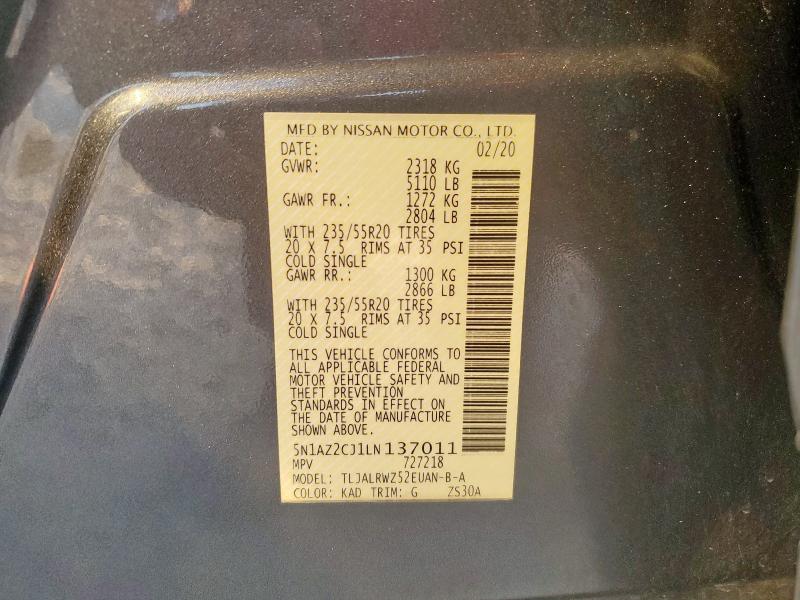 MFD BY NISSAN MOTOR CO., LTD.
DATE: 02/20
GVWR: 2318 KG
5110 LB
GAWR FR.: 1272 KG
2804 LB
WITH 235/55R20 TIRES
20 X 7.5 RIMS AT 35 PSI
COLD SINGLE
GAWR RR.: 1300 KG
2866 LB
WITH 235/55R20 TIRES
20 X 7.5 RIMS AT 35 PSI
COLD SINGLE
THIS VEHICLE CONFORMS TO
ALL APPLICABLE FEDERAL
MOTOR VEHICLE SAFETY AND
THEFT PREVENTION
STANDARDS IN EFFECT ON
THE DATE OF MANUFACTURE
SHOWN ABOVE.
5N1AZ2CJ1LN137011
MPV 727218
MODEL: TLJALRWZ52EUAN-B-A
COLOR: KAD TRIM: G ZS30A